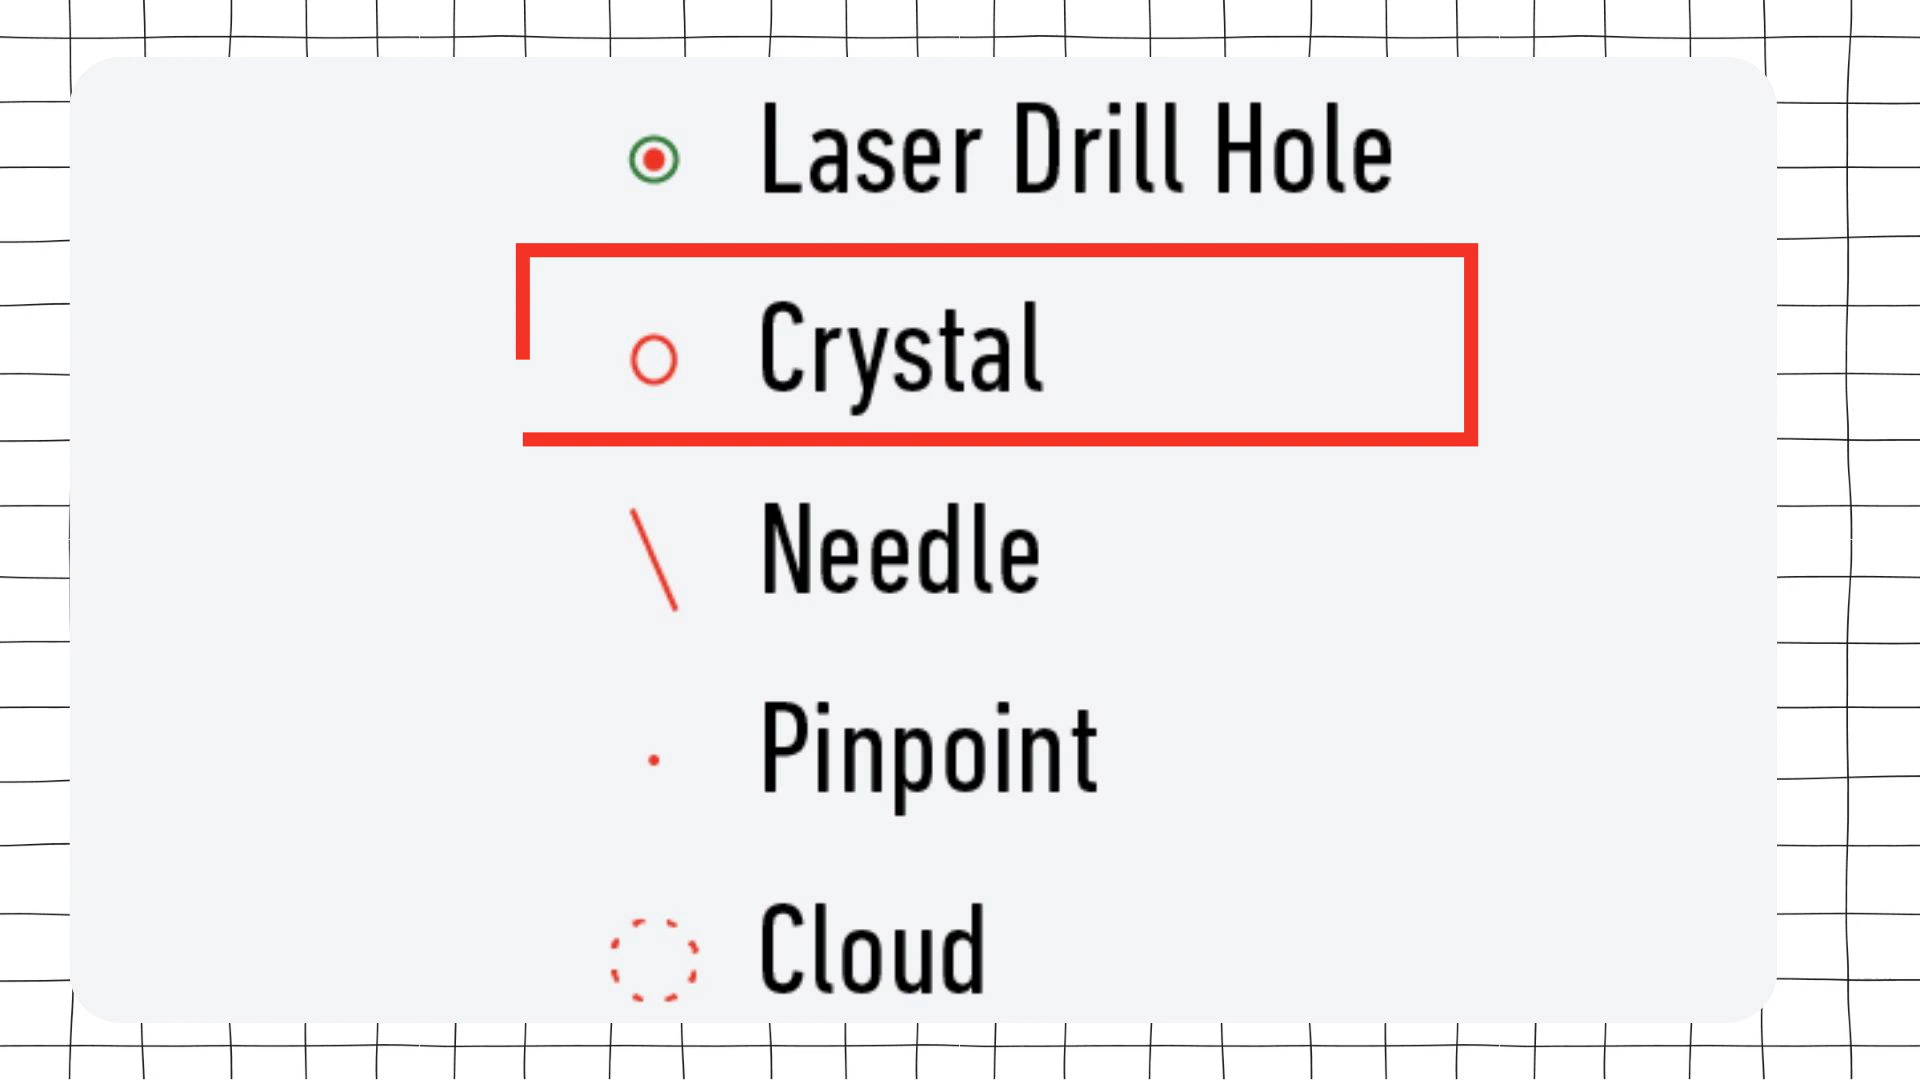 Laser Drill Hole
Crystal
Needle
Pinpoint
Cloud